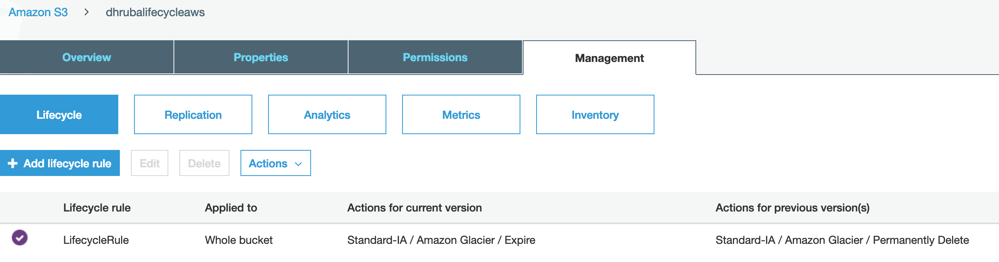 Amazon S3 > dhrubalifecycleaws
Overview Properties Permissions Management
Lifecycle Replication Analytics Metrics Inventory
+ Add lifecycle rule Edit Delete Actions
Lifecycle rule Applied to Actions for current version Actions for previous version(s)
LifecycleRule Whole bucket Standard-IA / Amazon Glacier / Expire Standard-IA / Amazon Glacier / Permanently Delete